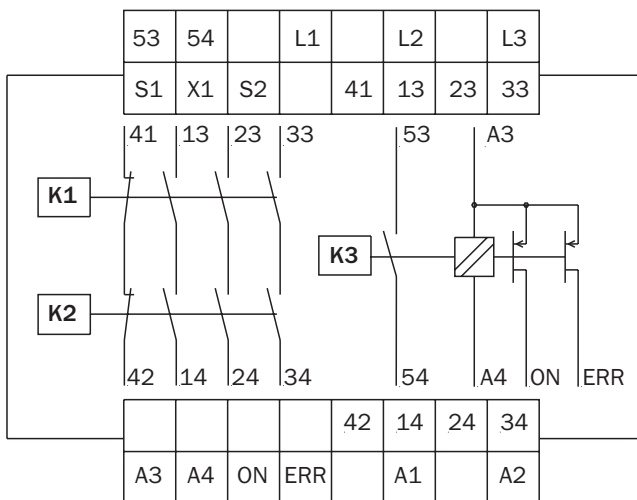 53 54 L1 L2 L3
S1 X1 S2 41 13 23 33
41 13 23 33 53 A3
K1
K3
K2
42 14 24 34 54 A4 ON ERR
42 14 24 34
A3 A4 ON ERR A1 A2